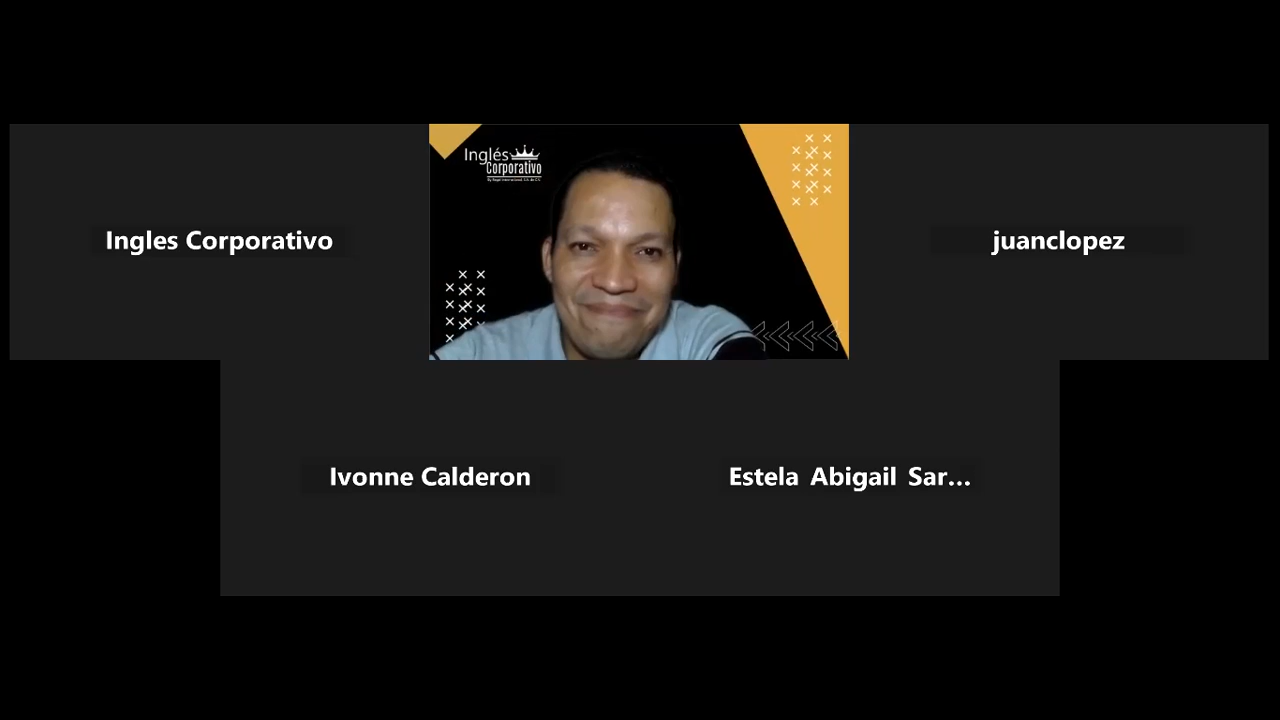 Ingles Corporativo
Inglés
Corporativo
juanclopez
Ivonne Calderon
Estela Abigail Sar...